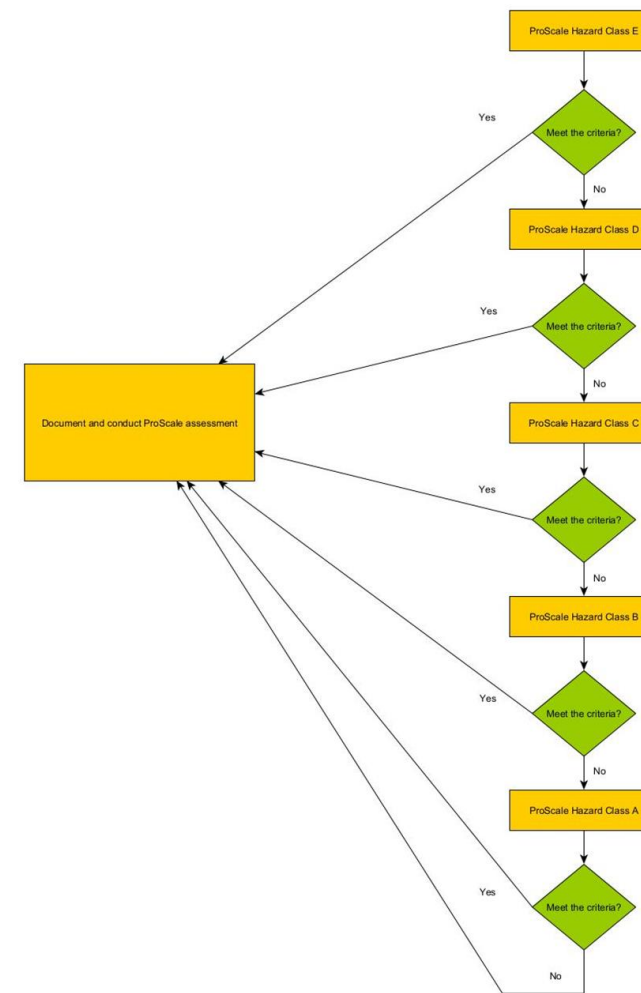 ProScale Hazard Class E
Yes
Meet the criteria?
No
ProScale Hazard Class D
Yes
Meet the criteria?
No
ProScale Hazard Class C
Document and conduct ProScale assessment
Yes
Meet the criteria?
No
ProScale Hazard Class B
Yes
Meet the criteria?
No
ProScale Hazard Class A
Yes
Meet the criteria?
No